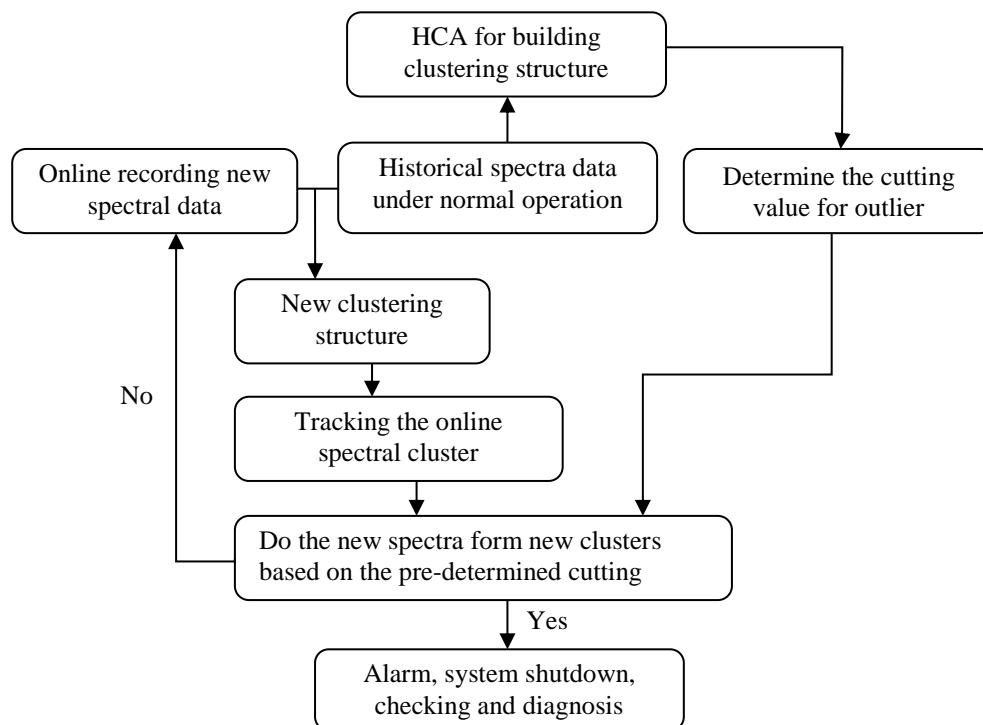 HCA for building
clustering structure
Online recording new
spectral data
Historical spectra data
under normal operation
Determine the cutting
value for outlier
New clustering
structure
No
Tracking the online
spectral cluster
Do the new spectra form new clusters
based on the pre-determined cutting
Yes
Alarm, system shutdown,
checking and diagnosis